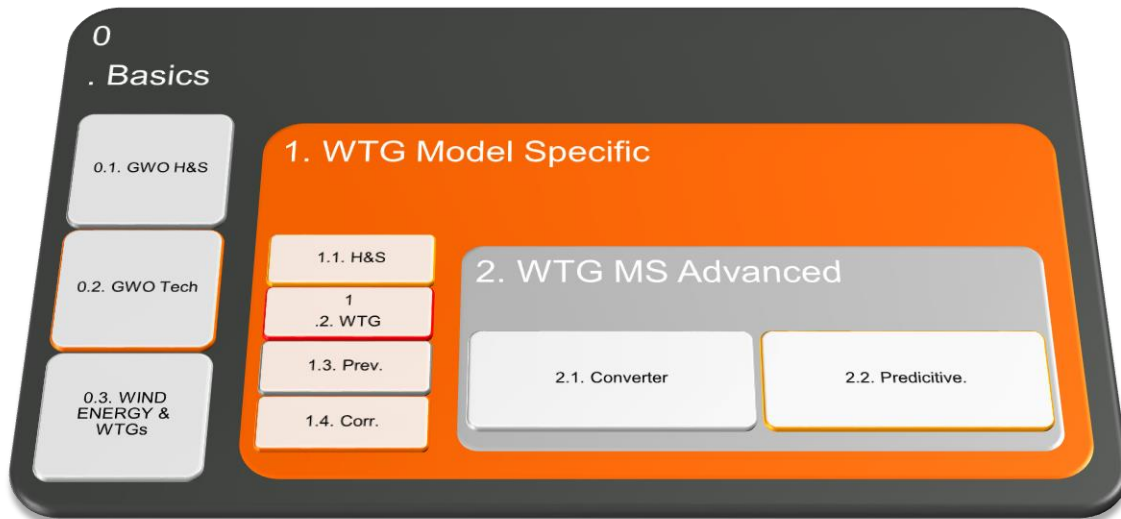 0
. Basics
0.1. GWO H&S
0.2. GWO Tech
0.3. WIND
ENERGY &
WTGs
1. WTG Model Specific
1.1. H&S
1
.2. WTG
1.3. Prev.
1.4. Corr.
2. WTG MS Advanced
2.1. Converter
2.2. Predicitive.